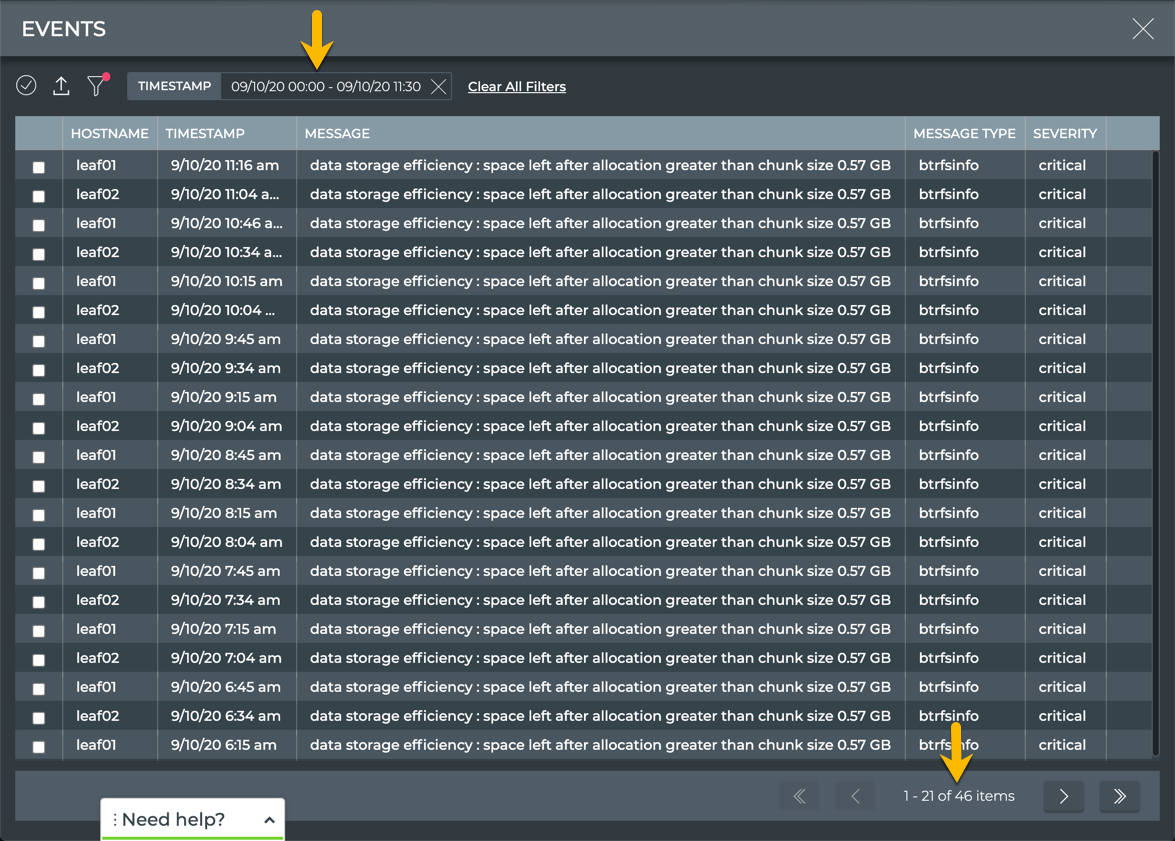 EVENTS
TIMESTAMP 09/10/20 00:00 - 09/10/20 11:30 Clear All Filters
HOSTNAME TIMESTAMP MESSAGE MESSAGE TYPE SEVERITY
leaf01 9/10/20 11:16 am data storage efficiency : space left after allocation greater than chunk size 0.57 GB btrfsinfo critical
leaf02 9/10/20 11:04 a... data storage efficiency : space left after allocation greater than chunk size 0.57 GB btrfsinfo critical
leaf01 9/10/20 10:46 a... data storage efficiency : space left after allocation greater than chunk size 0.57 GB btrfsinfo critical
leaf02 9/10/20 10:34 a... data storage efficiency : space left after allocation greater than chunk size 0.57 GB btrfsinfo critical
leaf01 9/10/20 10:15 am data storage efficiency : space left after allocation greater than chunk size 0.57 GB btrfsinfo critical
leaf02 9/10/20 10:04 ... data storage efficiency : space left after allocation greater than chunk size 0.57 GB btrfsinfo critical
leaf01 9/10/20 9:45 am data storage efficiency : space left after allocation greater than chunk size 0.57 GB btrfsinfo critical
leaf02 9/10/20 9:34 am data storage efficiency : space left after allocation greater than chunk size 0.57 GB btrfsinfo critical
leaf01 9/10/20 9:15 am data storage efficiency : space left after allocation greater than chunk size 0.57 GB btrfsinfo critical
leaf02 9/10/20 9:04 am data storage efficiency : space left after allocation greater than chunk size 0.57 GB btrfsinfo critical
leaf01 9/10/20 8:45 am data storage efficiency : space left after allocation greater than chunk size 0.57 GB btrfsinfo critical
leaf02 9/10/20 8:34 am data storage efficiency : space left after allocation greater than chunk size 0.57 GB btrfsinfo critical
leaf01 9/10/20 8:15 am data storage efficiency : space left after allocation greater than chunk size 0.57 GB btrfsinfo critical
leaf02 9/10/20 8:04 am data storage efficiency : space left after allocation greater than chunk size 0.57 GB btrfsinfo critical
leaf01 9/10/20 7:45 am data storage efficiency : space left after allocation greater than chunk size 0.57 GB btrfsinfo critical
leaf02 9/10/20 7:34 am data storage efficiency : space left after allocation greater than chunk size 0.57 GB btrfsinfo critical
leaf01 9/10/20 7:15 am data storage efficiency : space left after allocation greater than chunk size 0.57 GB btrfsinfo critical
leaf02 9/10/20 7:04 am data storage efficiency : space left after allocation greater than chunk size 0.57 GB btrfsinfo critical
leaf01 9/10/20 6:45 am data storage efficiency : space left after allocation greater than chunk size 0.57 GB btrfsinfo critical
leaf02 9/10/20 6:34 am data storage efficiency : space left after allocation greater than chunk size 0.57 GB btrfsinfo critical
leaf01 9/10/20 6:15 am data storage efficiency : space left after allocation greater than chunk size 0.57 GB btrfsinfo critical
1 - 21 of 46 items
Need help?